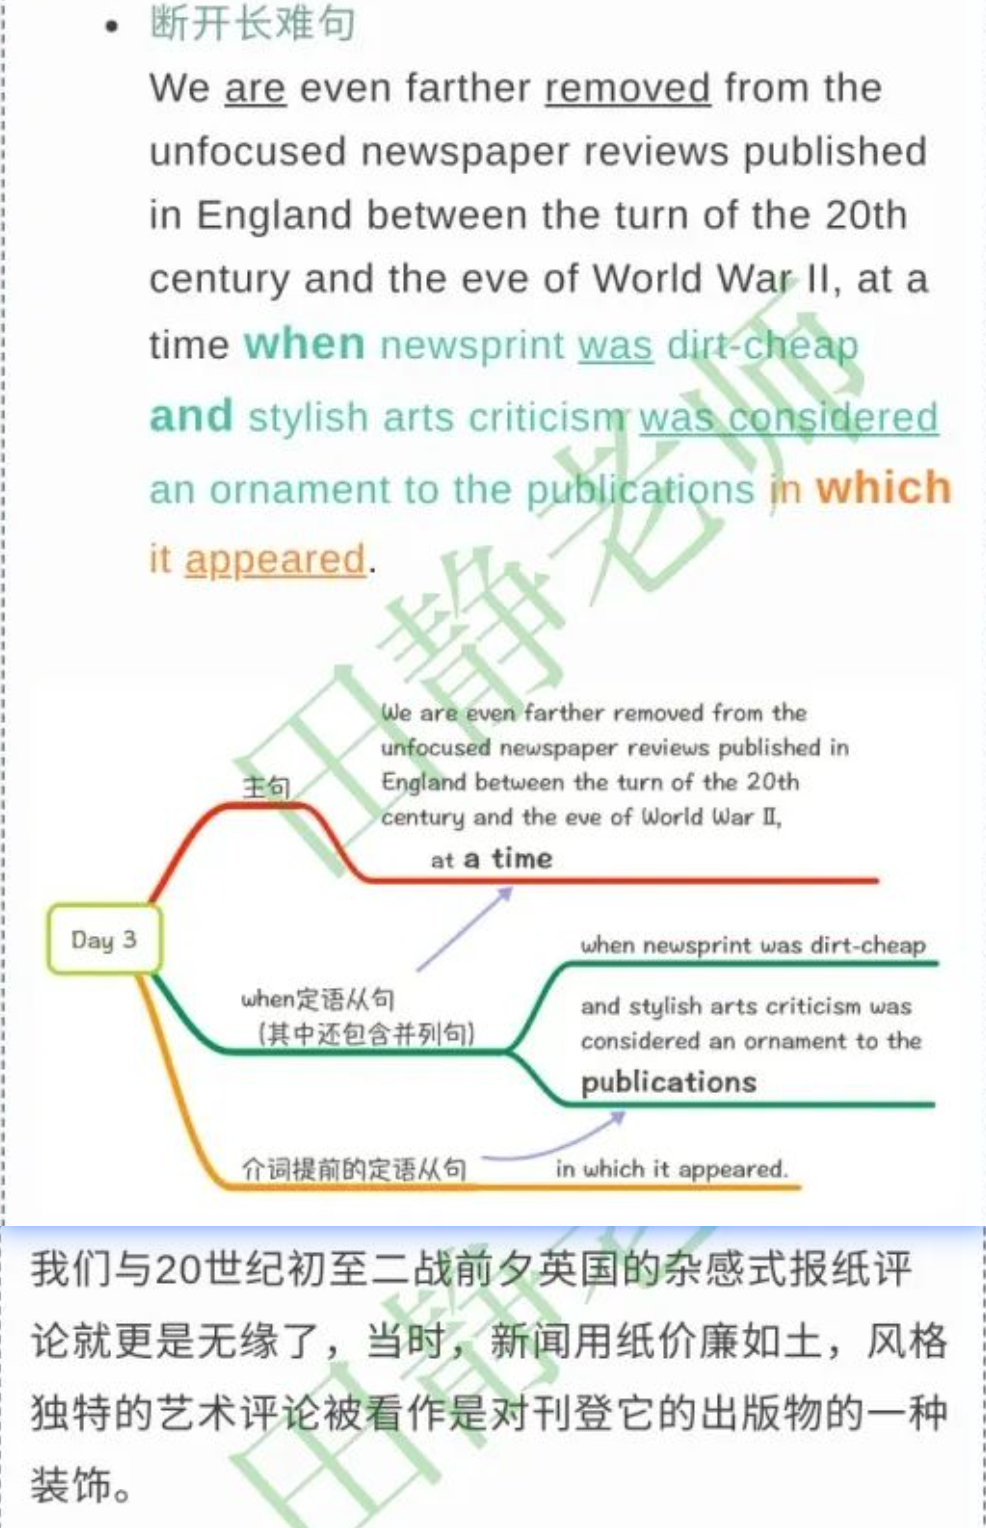 断开长难句
We are even farther removed from the
unfocused newspaper reviews published
in England between the turn of the 20th
century and the eve of World War II, at a
time when newsprint was dirt-cheap
and stylish arts criticism was considered
an ornament to the publications in which
it appeared.
田静老师
We are even farther removed from the
unfocused newspaper reviews published in
England between the turn of the 20th
century and the eve of World War II,
at a time
主句
Day 3
when newsprint was dirt-cheap
when定语从句
(其中还包含并列句)
and stylish arts criticism was
considered an ornament to the
publications
介词提前的定语从句
in which it appeared.
我们与20世纪初至二战前夕英国的杂感式报纸评
论就更是无缘了，当时，新闻用纸价廉如土，风格
独特的艺术评论被看作是对刊登它的出版物的一种
装饰。
田静老